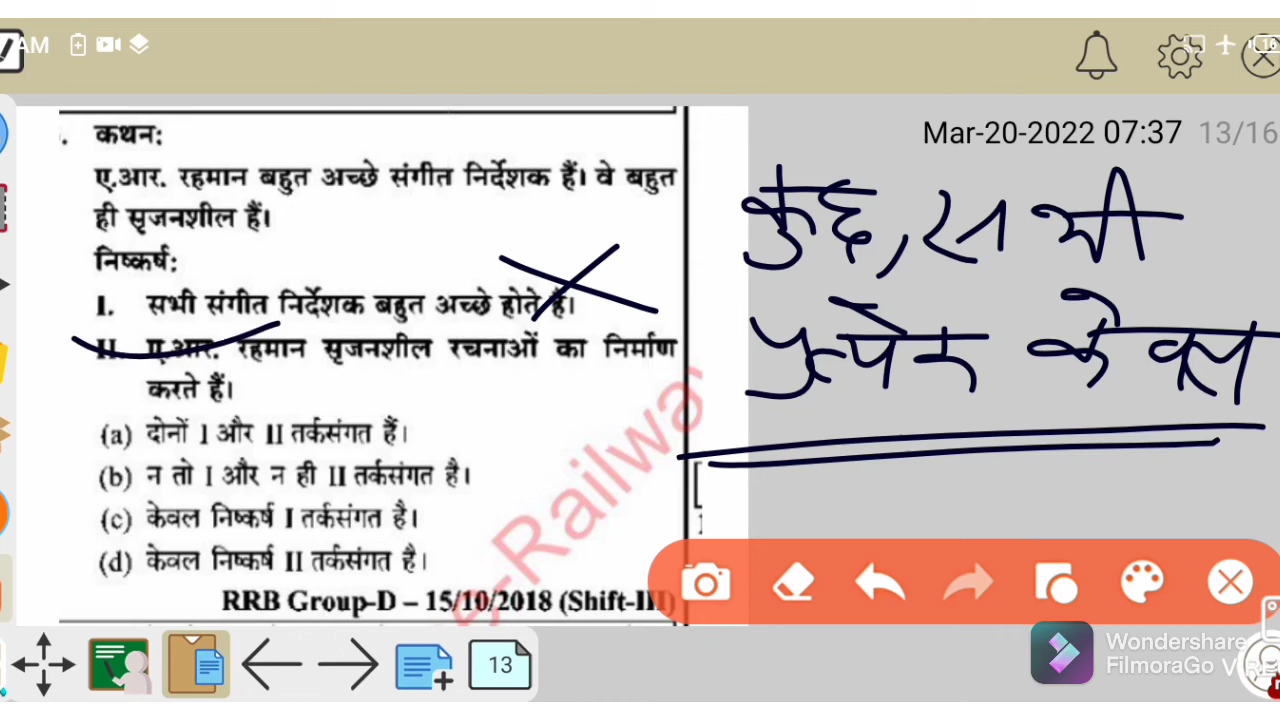 AM
16
Mar-20-2022 07:37 13/16
. कथन:
ए.आर. रहमान बहुत अच्छे संगीत निर्देशक हैं। वे बहुत
ही सृजनशील हैं।
निष्कर्ष:
I. सभी संगीत निर्देशक बहुत अच्छे होते हैं।
II. ए.आर. रहमान सृजनशील रचनाओं का निर्माण
करते हैं।
(a) दोनों I और II तर्कसंगत हैं।
(b) न तो I और न ही II तर्कसंगत है।
(c) केवल निष्कर्ष I तर्कसंगत है।
(d) केवल निष्कर्ष II तर्कसंगत है।
RRB Group-D – 15/10/2018 (Shift-III)
-Railwa
सभी
13
Wondershare
FilmoraGo